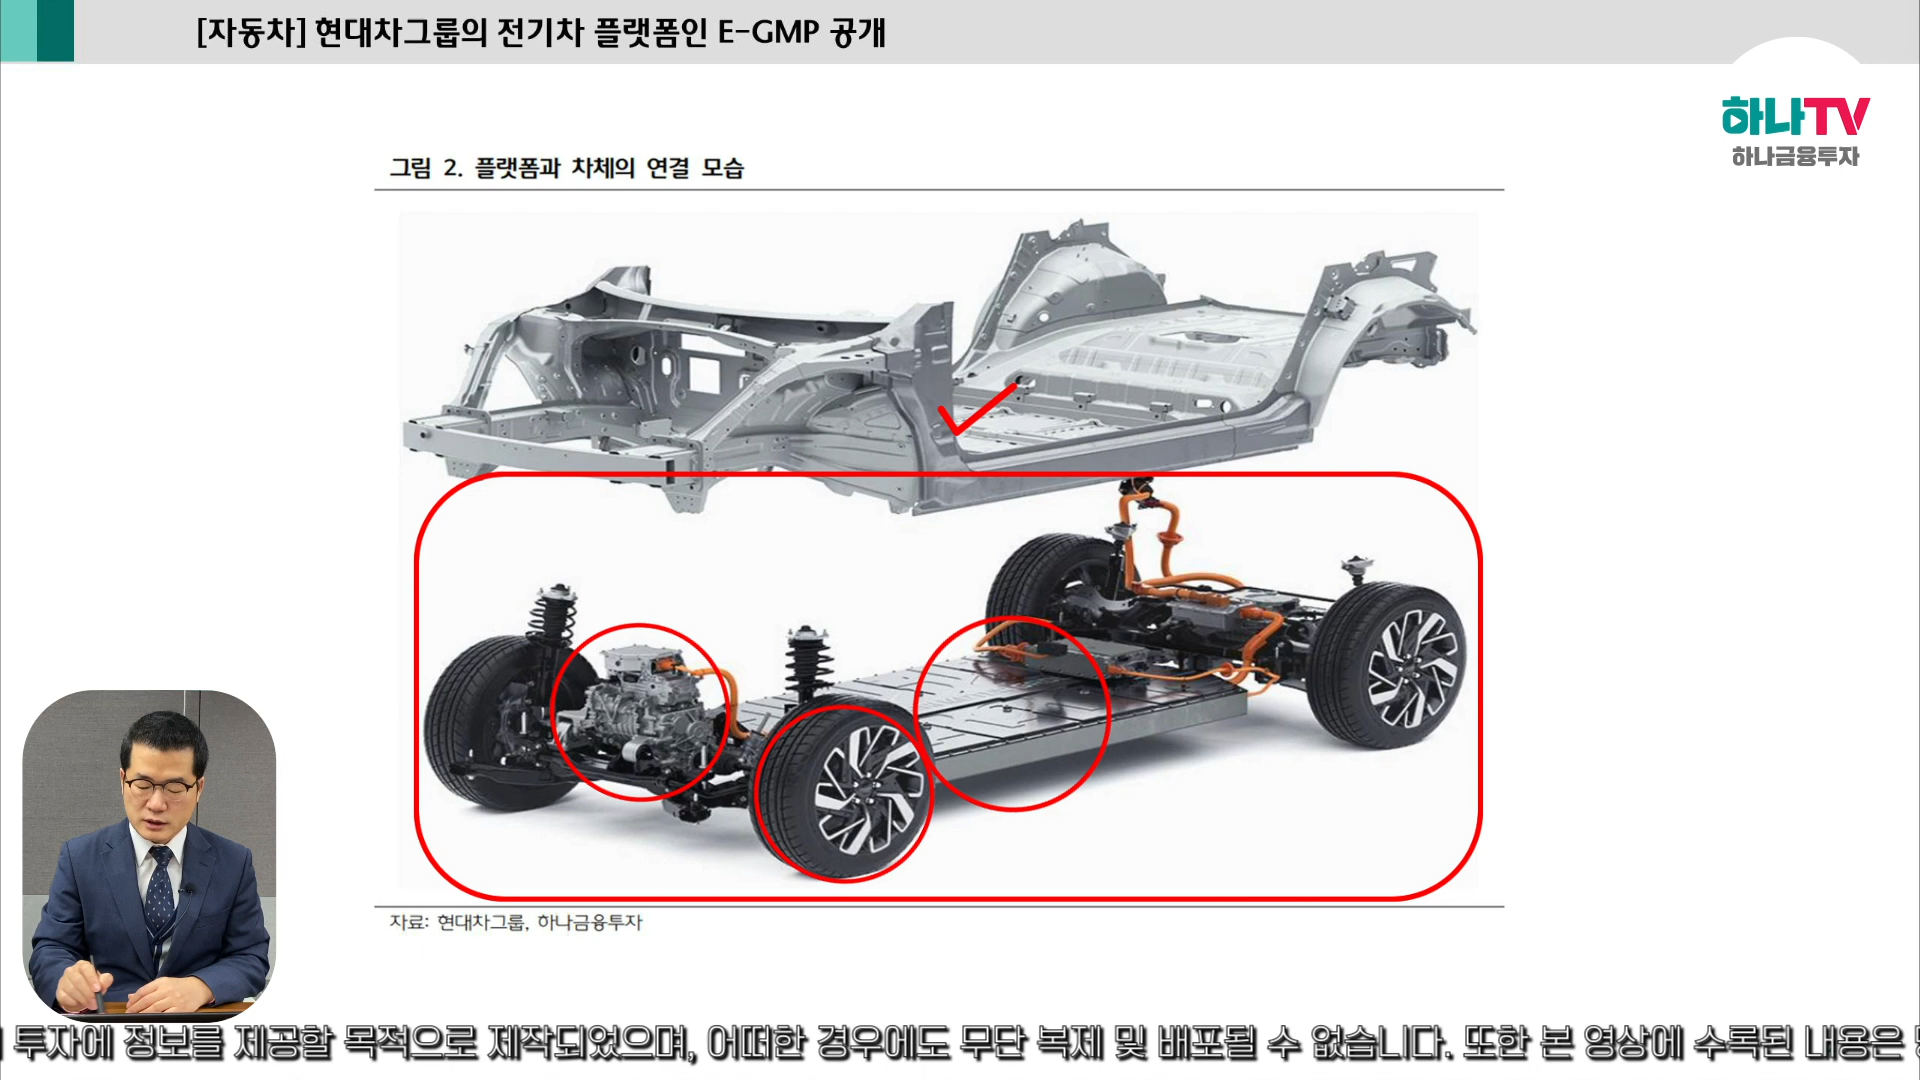 [자동차] 현대차그룹의 전기차 플랫폼인 E-GMP 공개
하나TV
하나금융투자
그림 2. 플랫폼과 차체의 연결 모습
자료: 현대차그룹, 하나금융투자
투자에 정보를 제공할 목적으로 제작되었으며, 어떠한 경우에도 무단 복제 및 배포될 수 없습니다. 또한 본 영상에 수록된 내용은